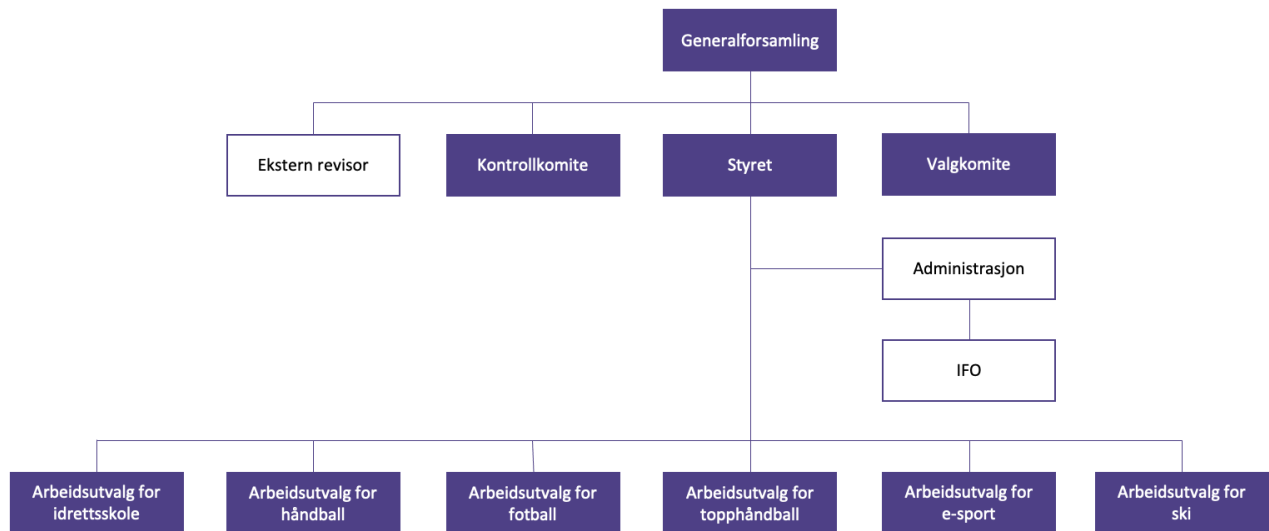 Generalforsamling
Ekstern revisor
Kontrollkomite
Styret
Valgkomite
Administrasjon
IFO
Arbeidsutvalg for
idrettsskole
Arbeidsutvalg for
håndball
Arbeidsutvalg for
fotball
Arbeidsutvalg for
topphåndball
Arbeidsutvalg for
e-sport
Arbeidsutvalg for
ski